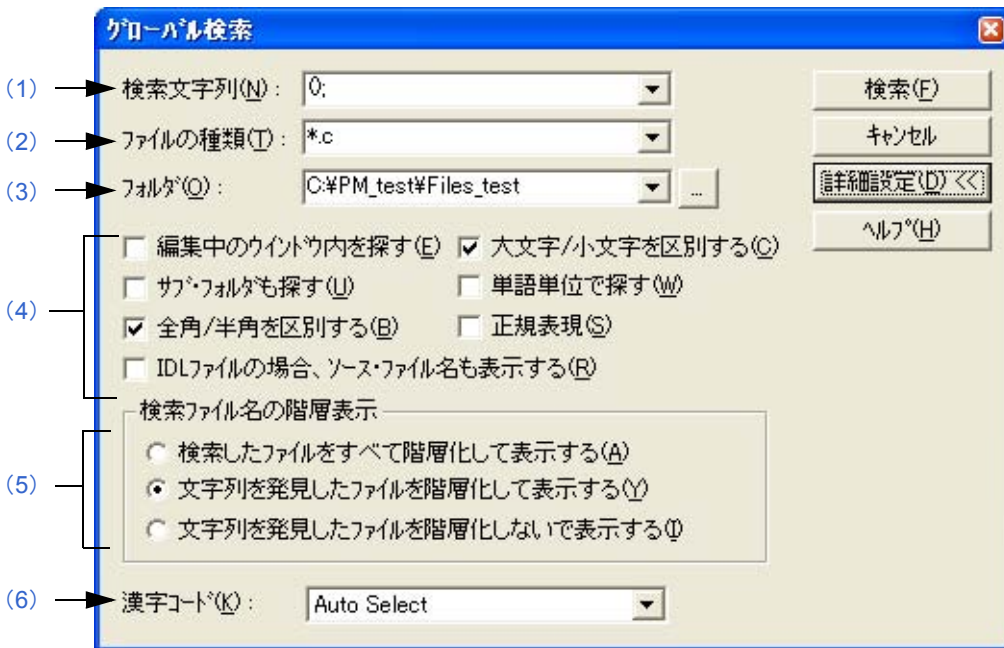 ｸﾞﾛｰﾊﾞﾙ検索
(1) 検索文字列(N) : 0; 検索(F)
(2) ﾌｧｲﾙの種類(T) : *.c ｷｬﾝｾﾙ
(3) ﾌｫﾙﾀﾞ(O) : C:¥PM_test¥Files_test ... 詳細設定(D) <<
ﾍﾙﾌﾟ(H)
(4)
編集中のｳｲﾝﾄﾞｳ内を探す(E) 大文字/小文字を区別する(C)
ｻﾌﾞ･ﾌｫﾙﾀﾞも探す(U) 単語単位で探す(W)
全角/半角を区別する(B) 正規表現(S)
IDLﾌｧｲﾙの場合、ｿｰｽ･ﾌｧｲﾙ名も表示する(R)
検索ﾌｧｲﾙ名の階層表示
(5)
検索したﾌｧｲﾙをすべて階層化して表示する(A)
文字列を発見したﾌｧｲﾙを階層化して表示する(Y)
文字列を発見したﾌｧｲﾙを階層化しないで表示する(I)
(6) 漢字ｺｰﾄﾞ(K) : Auto Select